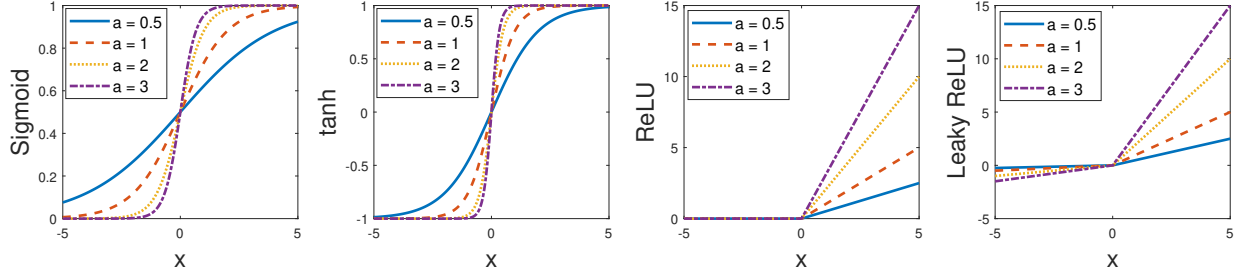 Sigmoid
1
0.8
0.6
0.4
0.2
0
-5
0
5
x
a = 0.5
a = 1
a = 2
a = 3
tanh
1
0.5
0
-0.5
-1
-5
0
5
x
a = 0.5
a = 1
a = 2
a = 3
ReLU
15
10
5
0
-5
0
5
x
a = 0.5
a = 1
a = 2
a = 3
Leaky ReLU
15
10
5
0
-5
-5
0
5
x
a = 0.5
a = 1
a = 2
a = 3